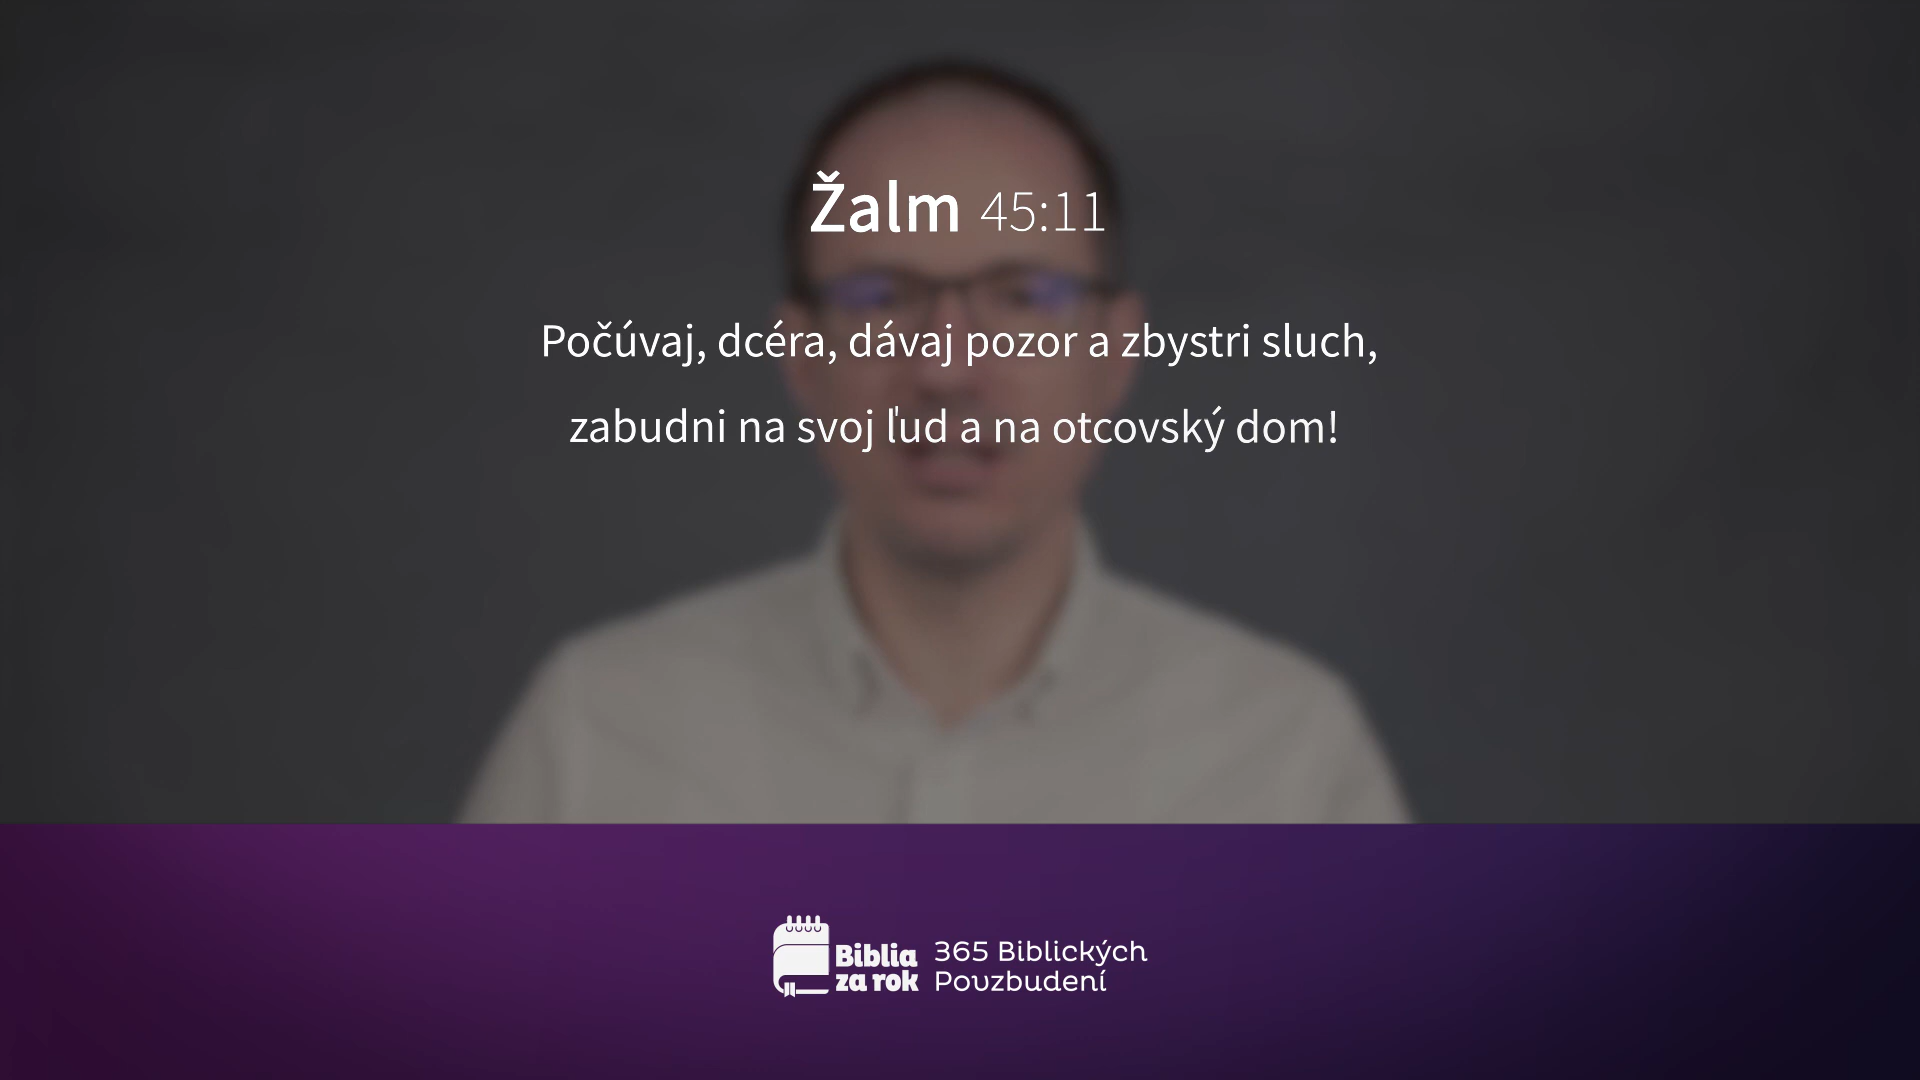 Žalm 45:11
Počúvaj, dcéra, dávaj pozor a zbystri sluch,
zabudni na svoj ľud a na otcovský dom!
Biblia
za rok
365 Biblických
Povzbudení